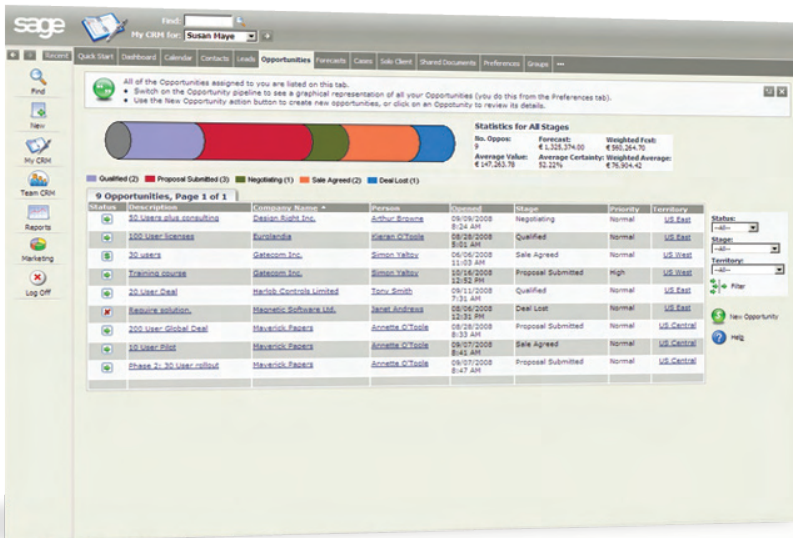 sage
Find:
My CRM for: Susan Haye
Recent Quick Start Dashboard Calendar Contacts Leads Opportunities Forecasts Cases Solo Client Shared Documents Preferences Groups
Find
New
My CRM
Team CRM
Reports
Marketing
Log Off
All of the Opportunities assigned to you are listed on this tab.
• Switch on the Opportunity pipeline to see a graphical representation of all your Opportunities (you do this from the Preferences tab).
• Use the New Opportunity action button to create new opportunities, or click on an Oppotunity to review its details.
Statistics for All Stages
No. Oppos: Forecast: Weighted Fcst:
9 € 1,325,374.00 € 560,264.70
Average Value: Average Certainty: Weighted Average:
€ 147,263.78 52.22% € 76,904.42
Qualified (2) Proposal Submitted (3) Negotiating (1) Sale Agreed (2) Deal Lost (1)
9 Opportunities, Page 1 of 1
Status Description Company Name Person Opened Stage Priority Territory
50 Users plus consulting Design Right Inc. Arthur Browne 09/09/2008 8:24 AM Negotiating Normal US East
100 User licenses Eurolandia Kieran O'Toole 08/28/2008 5:01 AM Qualified Normal US East
30 users Gatecom Inc. Simon Yaltoy 06/06/2008 11:03 AM Sale Agreed Normal US West
Training course Gatecom Inc. Simon Yaltoy 10/16/2008 12:52 PM Proposal Submitted High US West
20 User Deal Harlob Controls Limited Tony Smith 09/11/2008 7:31 AM Qualified Normal US East
Require solution. Magnetic Software Ltd. Janet Andrews 08/06/2008 12:31 PM Deal Lost Normal US East
200 User Global Deal Maverick Papers Annette O'Toole 08/28/2008 8:33 AM Proposal Submitted Normal US Central
10 User Pilot Maverick Papers Annette O'Toole 09/07/2008 8:41 AM Sale Agreed Normal US Central
Phase 2: 30 User rollout Maverick Papers Annette O'Toole 09/07/2008 8:47 AM Proposal Submitted Normal US Central
Status:
--All--
Stage:
--All--
Territory:
--All--
Filter
New Opportunity
Help